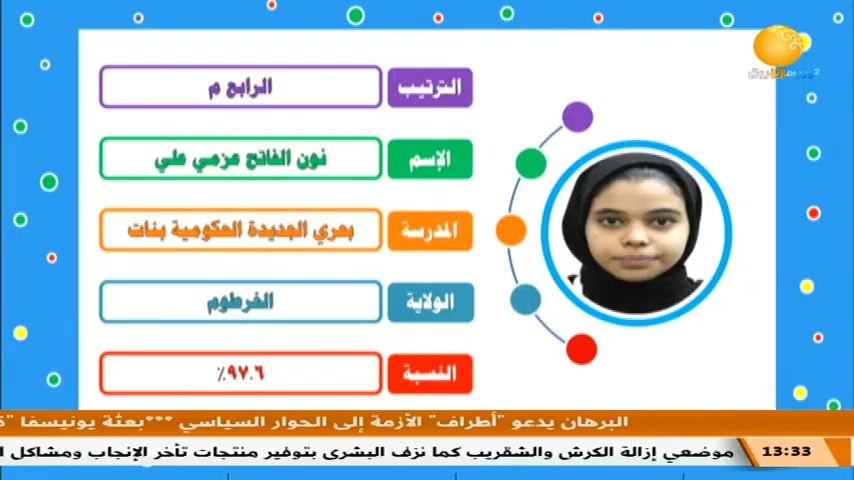 الترتيب الرابع م
الإسم نون الفاتح عزمي علي
المدرسة بحري الجديدة الحكومية بنات
الولاية الخرطوم
النسبة ٩٧.٦٪
البرهان يدعو "أطراف" الأزمة إلى الحوار السياسي ***بعثة يونيسفا
موضعي إزالة الكرش والشقريب كما نزف البشرى بتوفير منتجات تأخر الإنجاب ومشاكل
13:33